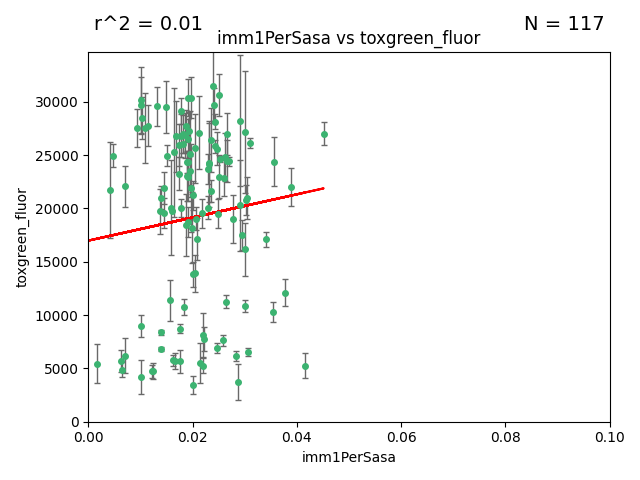 r^2 = 0.01
N = 117
imm1PerSasa vs toxgreen_fluor
30000
25000
20000
15000
10000
5000
0
toxgreen_fluor
0.00
0.02
0.04
0.06
0.08
0.10
imm1PerSasa